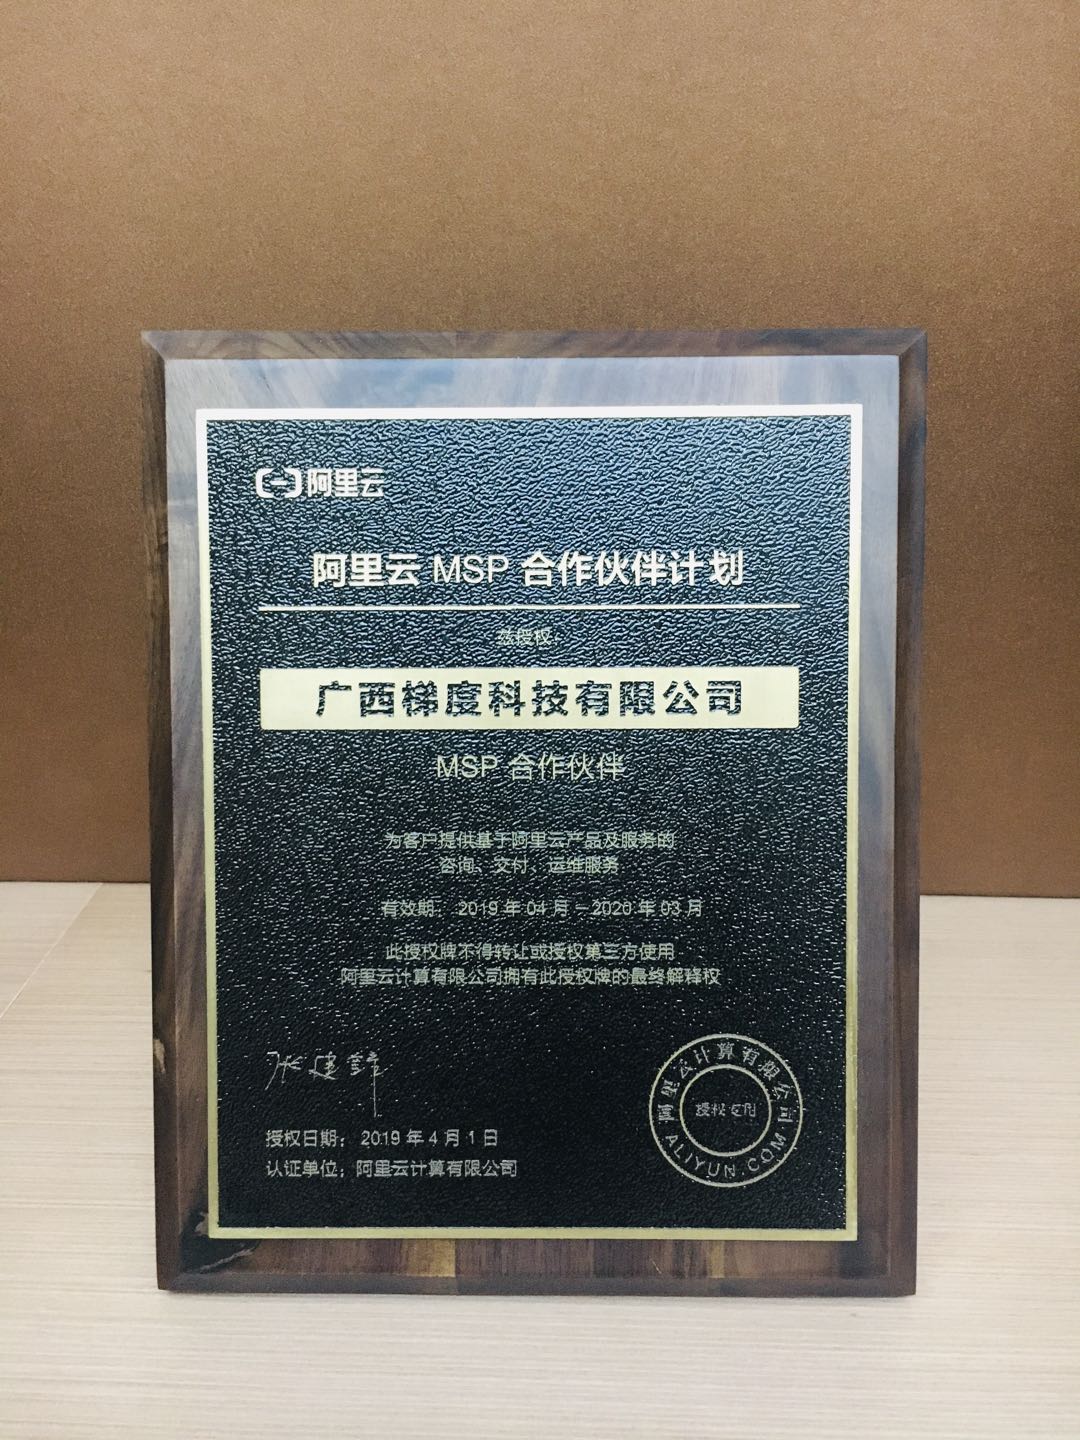 阿里云
阿里云 MSP 合作伙伴计划
兹授权:
广西梯度科技有限公司
MSP 合作伙伴
为客户提供基于阿里云产品及服务的
咨询、交付、运维服务
有效期: 2019 年 04 月 - 2020 年 03 月
此授权牌不得转让或授权第三方使用
阿里云计算有限公司拥有此授权牌的最终解释权
张建锋
授权日期: 2019 年 4 月 1 日
认证单位: 阿里云计算有限公司
阿里云计算有限公司
授权专用
ALIYUN.COM